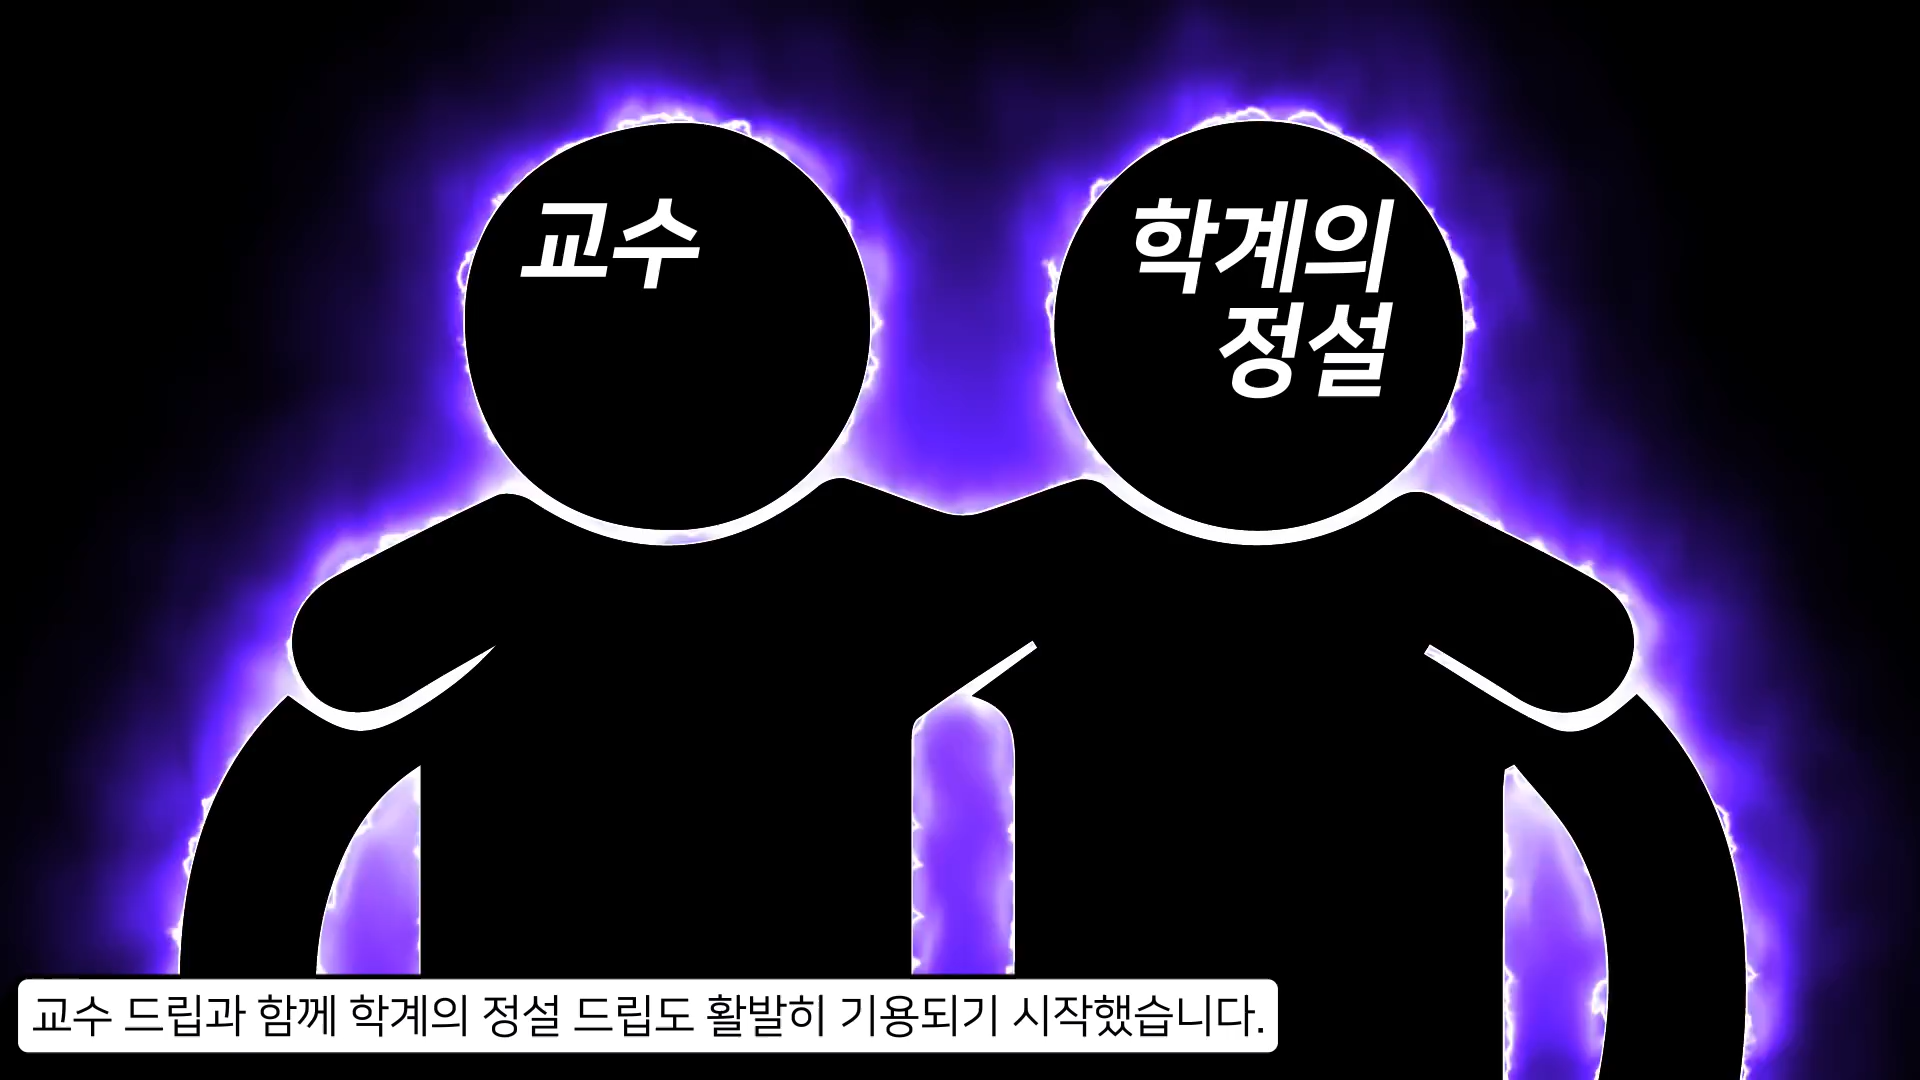 교수
학계의
정설
교수 드립과 함께 학계의 정설 드립도 활발히 기용되기 시작했습니다.